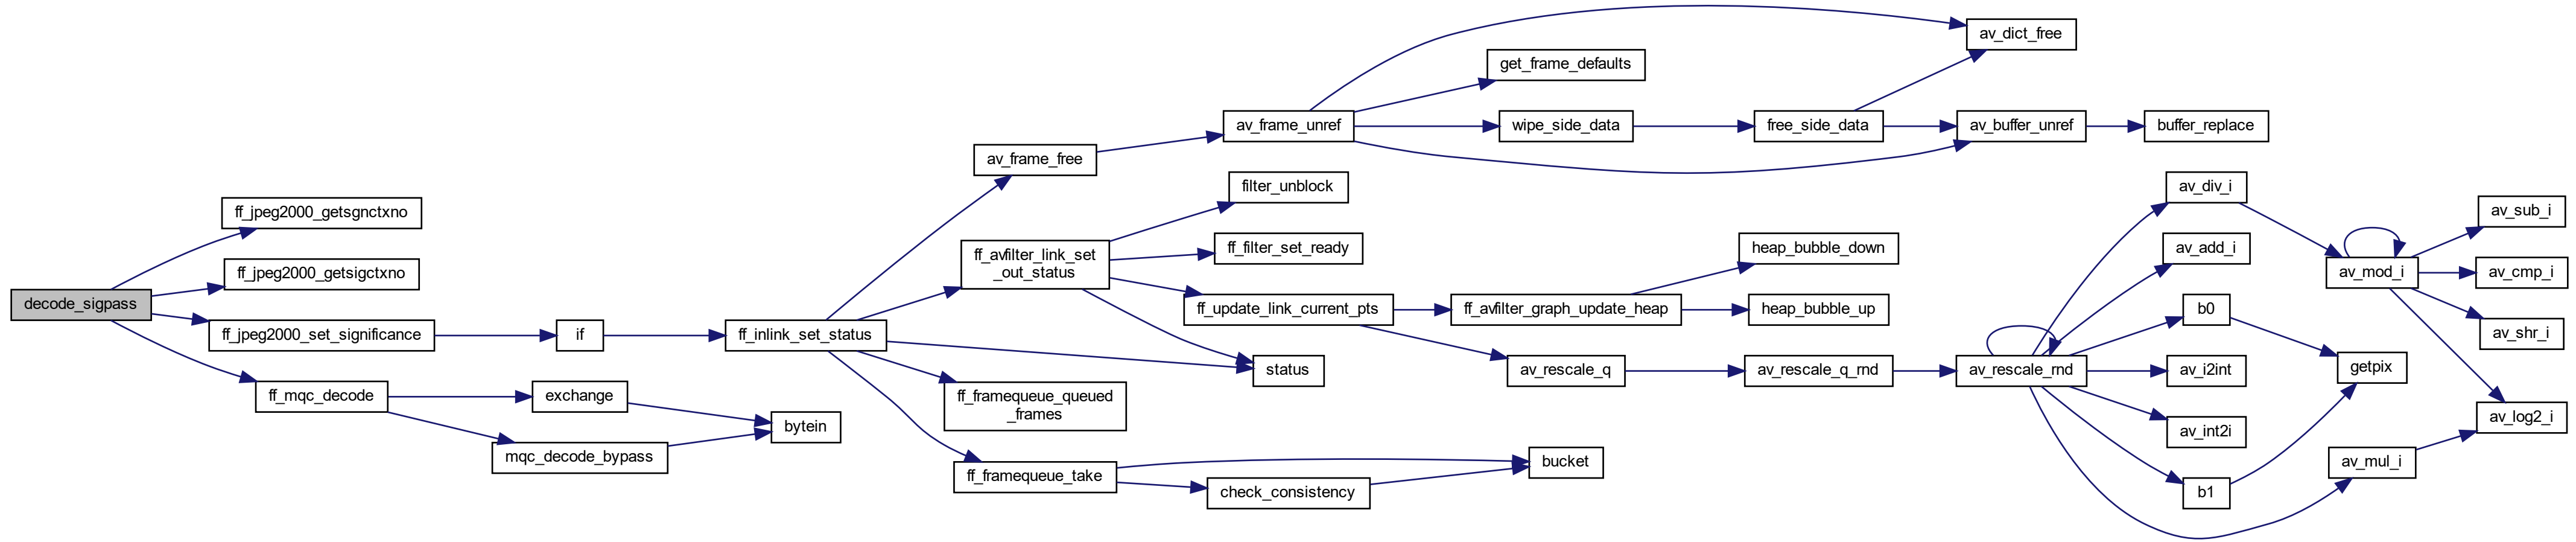 decode_sigpass
ff_jpeg2000_getsgnctxno
ff_jpeg2000_getsigctxno
ff_jpeg2000_set_significance
ff_mqc_decode
if
exchange
mqc_decode_bypass
bytein
ff_inlink_set_status
av_frame_free
ff_avfilter_link_set
_out_status
ff_framequeue_queued
_frames
ff_framequeue_take
av_frame_unref
filter_unblock
ff_filter_set_ready
ff_update_link_current_pts
status
check_consistency
bucket
get_frame_defaults
wipe_side_data
ff_avfilter_graph_update_heap
av_rescale_q
free_side_data
heap_bubble_down
heap_bubble_up
av_rescale_q_rnd
av_dict_free
av_buffer_unref
buffer_replace
av_rescale_rnd
av_div_i
av_add_i
b0
av_i2int
av_int2i
b1
av_mod_i
getpix
av_mul_i
av_sub_i
av_cmp_i
av_shr_i
av_log2_i